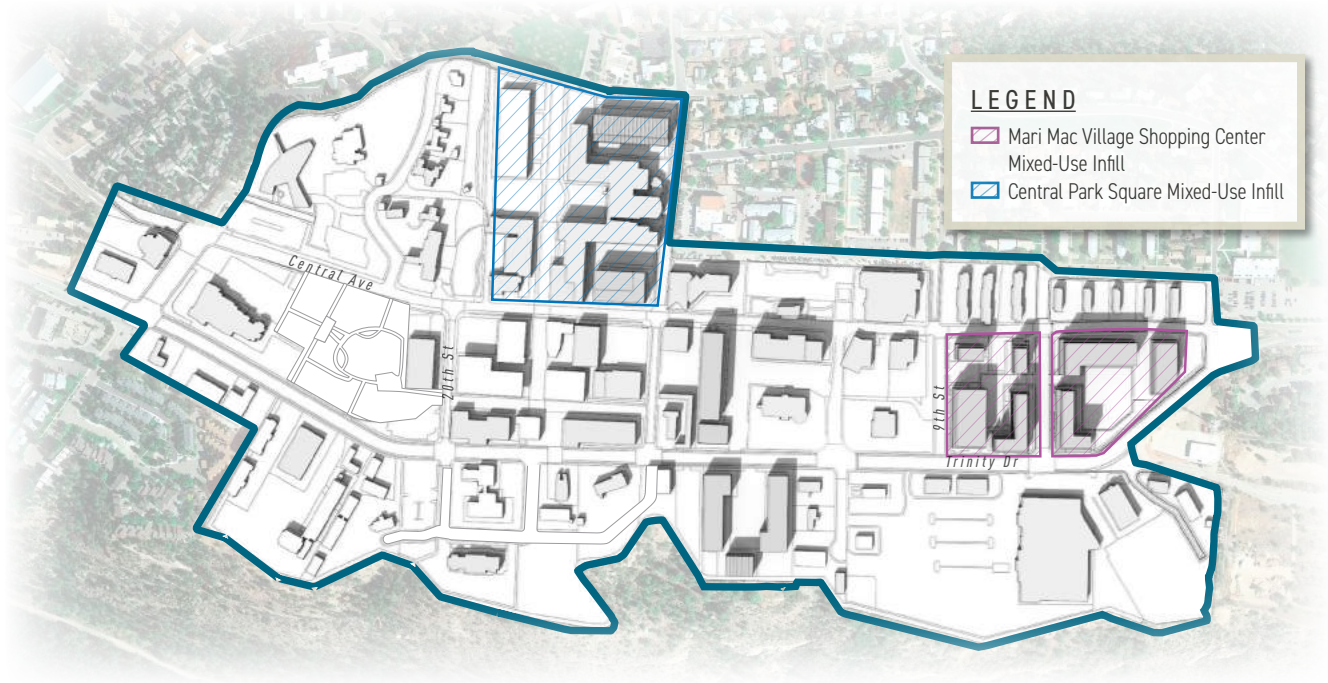 LEGEND
Mari Mac Village Shopping Center
Mixed-Use Infill
Central Park Square Mixed-Use Infill
Central Ave
20th St
9th St
Trinity Dr